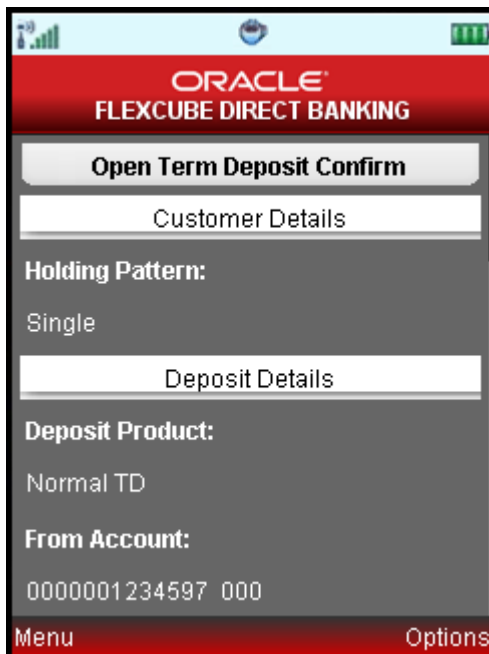 ORACLE
FLEXCUBE DIRECT BANKING
Open Term Deposit Confirm
Customer Details
Holding Pattern:
Single
Deposit Details
Deposit Product:
Normal TD
From Account:
0000001234597 000
Menu Options